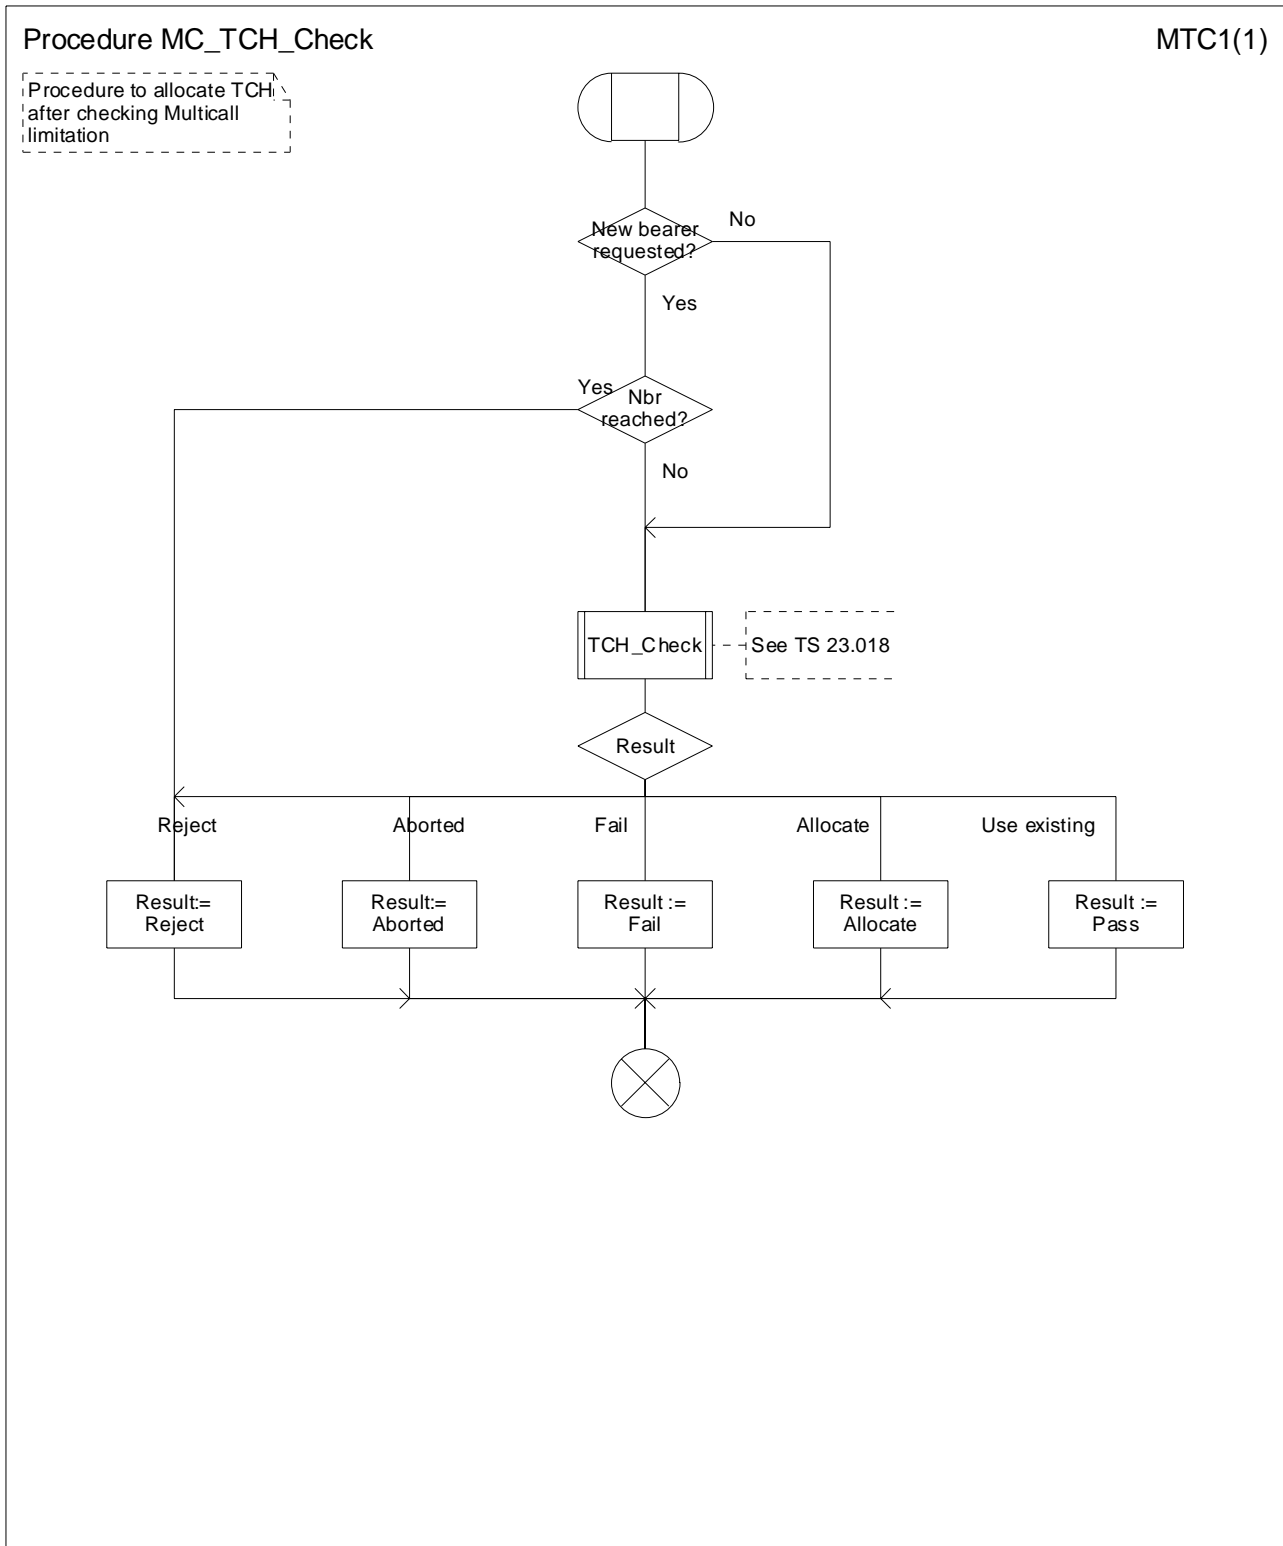 Procedure MC_TCH_Check
MTC1(1)
Procedure to allocate TCH
after checking Multicall
limitation
New bearer
requested?
No
Yes
Yes
Nbr
reached?
No
TCH_Check
See TS 23.018
Result
Reject
Aborted
Fail
Allocate
Use existing
Result:=
Reject
Result:=
Aborted
Result :=
Fail
Result :=
Allocate
Result :=
Pass